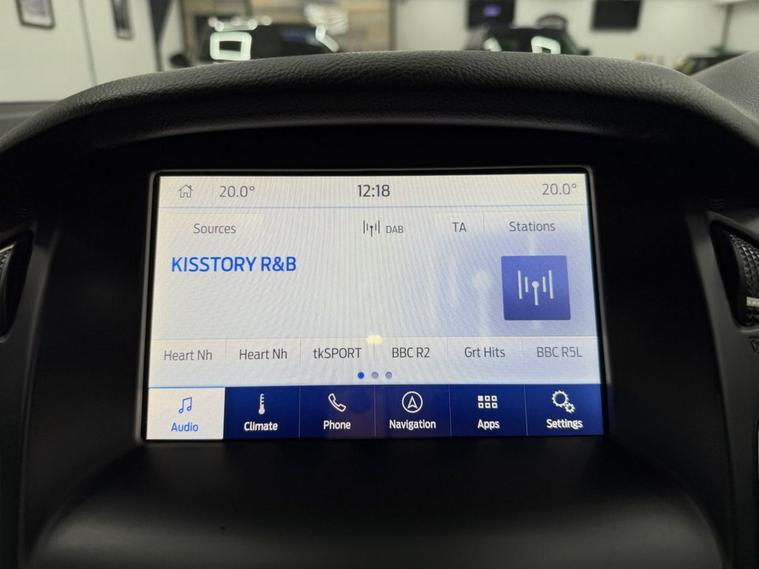 20.0° 12:18 20.0°
Sources DAB TA Stations
KISSTORY R&B
Heart Nh Heart Nh tkSPORT BBC R2 Grt Hits BBC R5L
Audio Climate Phone Navigation Apps Settings